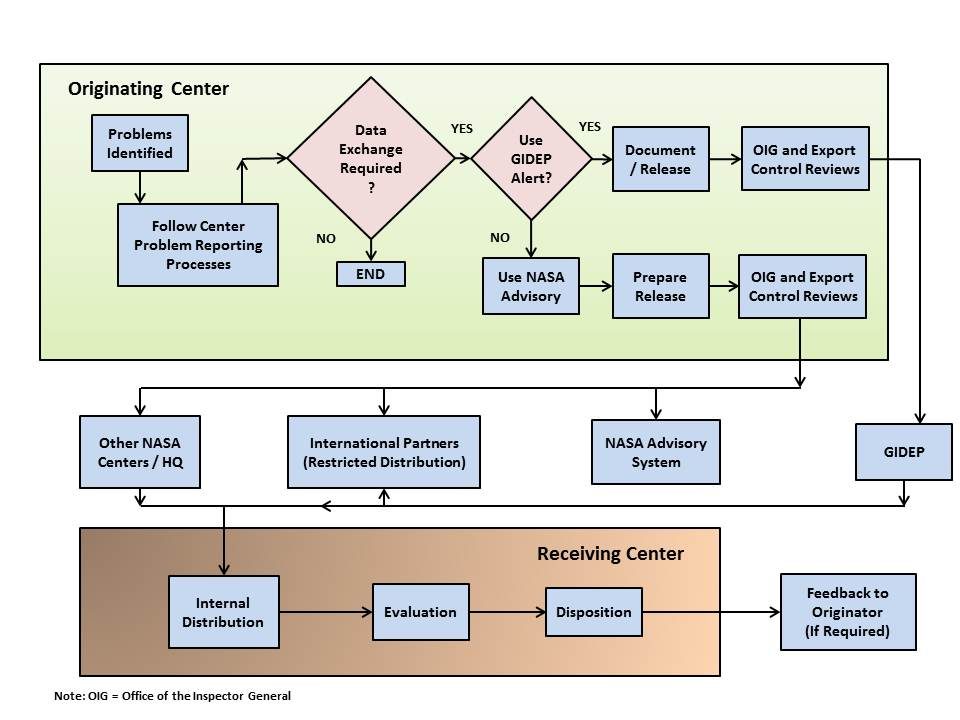 Originating Center
Problems
Identified
Follow Center
Problem Reporting
Processes
Data
Exchange
Required
?
YES
NO
END
Use
GIDEP
Alert?
YES
NO
Document
/ Release
OIG and Export
Control Reviews
Use NASA
Advisory
Prepare
Release
OIG and Export
Control Reviews
Other NASA
Centers / HQ
International Partners
(Restricted Distribution)
NASA Advisory
System
GIDEP
Receiving Center
Internal
Distribution
Evaluation
Disposition
Feedback to
Originator
(If Required)
Note: OIG = Office of the Inspector General